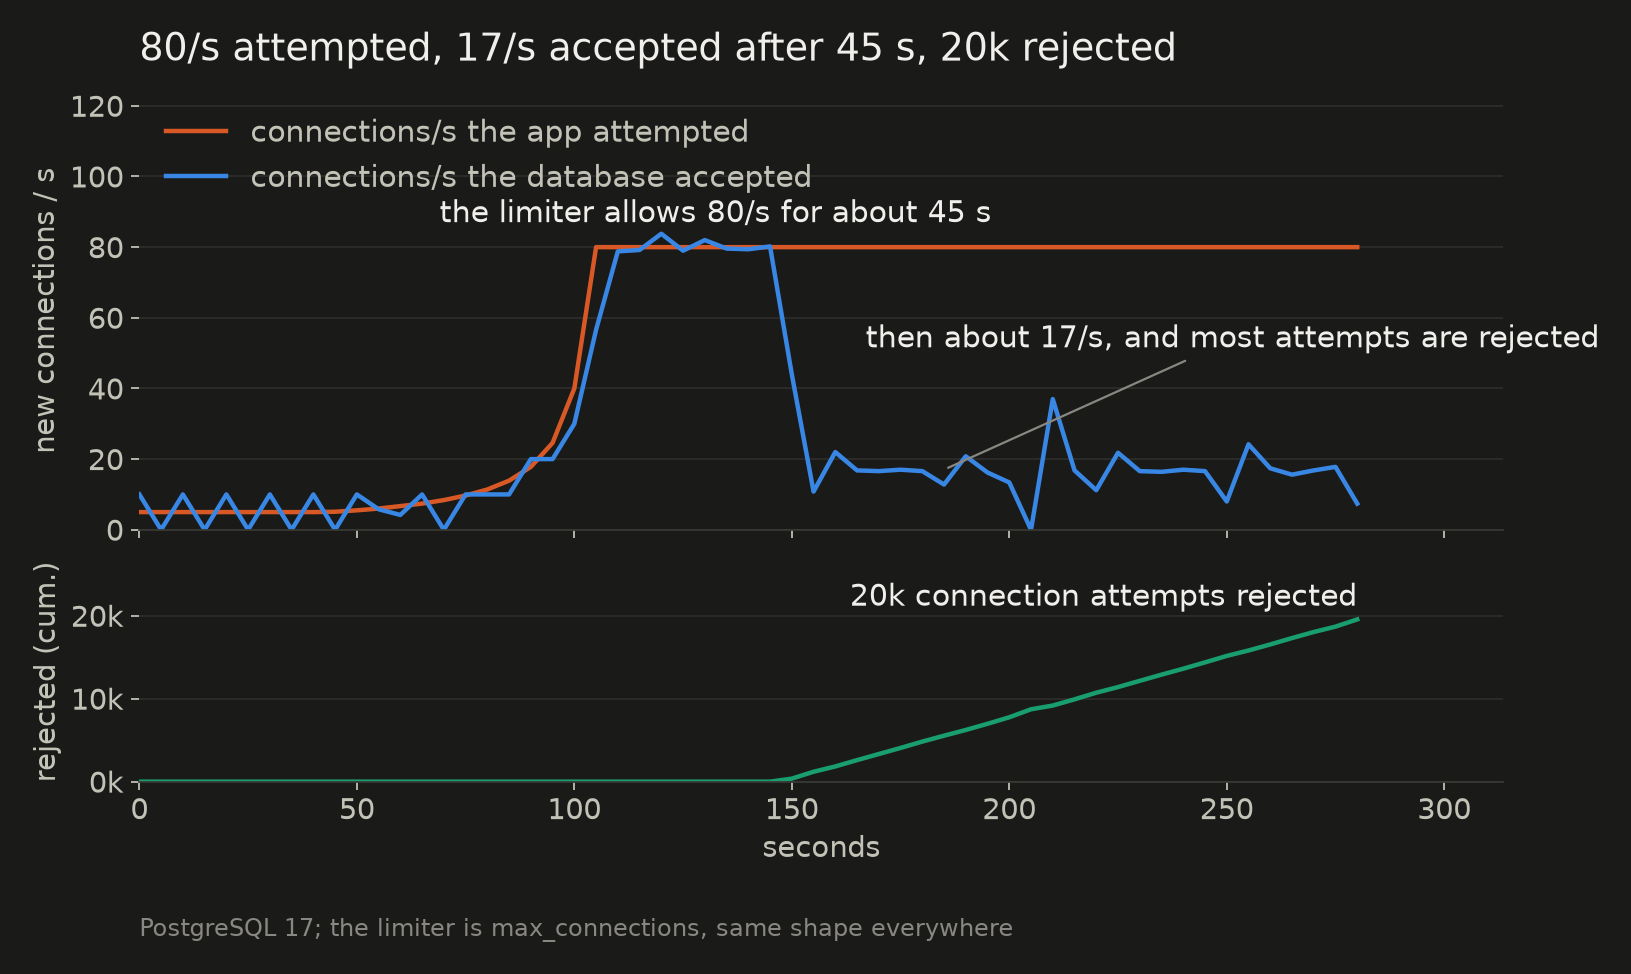 80/s attempted, 17/s accepted after 45 s, 20k rejected
new connections / s
120
100
80
60
40
20
0
connections/s the app attempted
connections/s the database accepted
the limiter allows 80/s for about 45 s
then about 17/s, and most attempts are rejected
rejected (cum.)
20k
10k
0k
20k connection attempts rejected
0 50 100 150 200 250 300
seconds
PostgreSQL 17; the limiter is max_connections, same shape everywhere